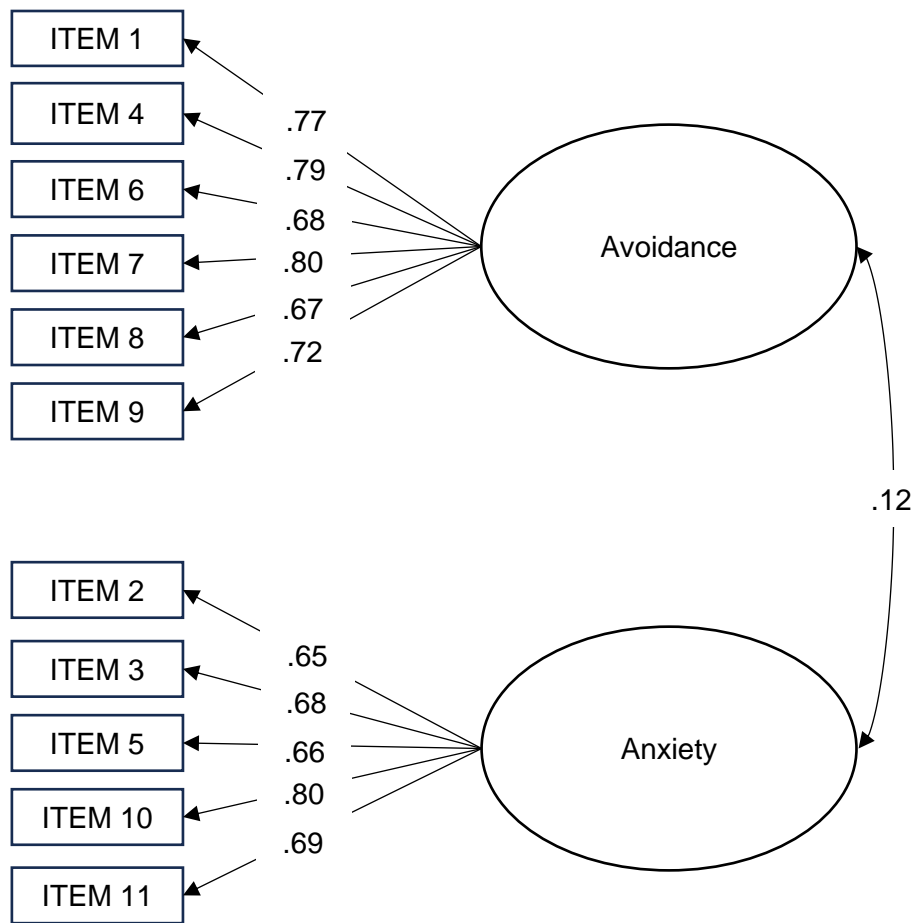 ITEM 1
.77
ITEM 4
.79
ITEM 6
.68
ITEM 7
.80
ITEM 8
.67
ITEM 9
.72
Avoidance
.12
ITEM 2
.65
ITEM 3
.68
ITEM 5
.66
ITEM 10
.80
ITEM 11
.69
Anxiety